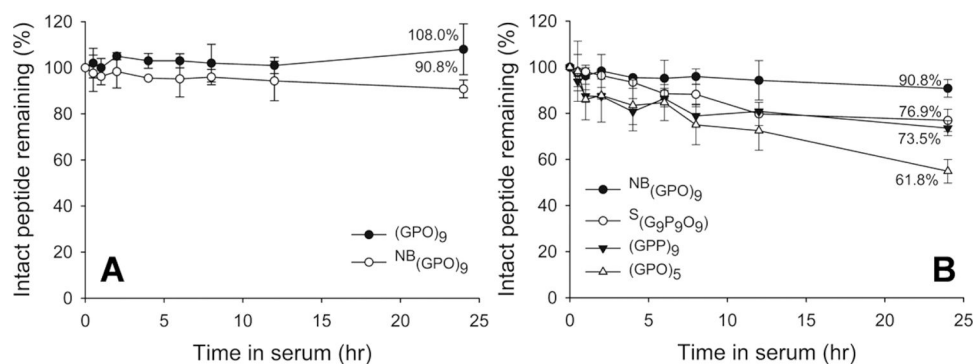 Intact peptide remaining (%)
120
100
80
60
40
20
0
108.0%
90.8%
(GPO)9
NB(GPO)9
A
0
5
10
15
20
25
Time in serum (hr)
Intact peptide remaining (%)
120
100
80
60
40
20
0
90.8%
76.9%
73.5%
61.8%
NB(GPO)9
S(G9P9O9)
(GPP)9
(GPO)5
B
0
5
10
15
20
25
Time in serum (hr)